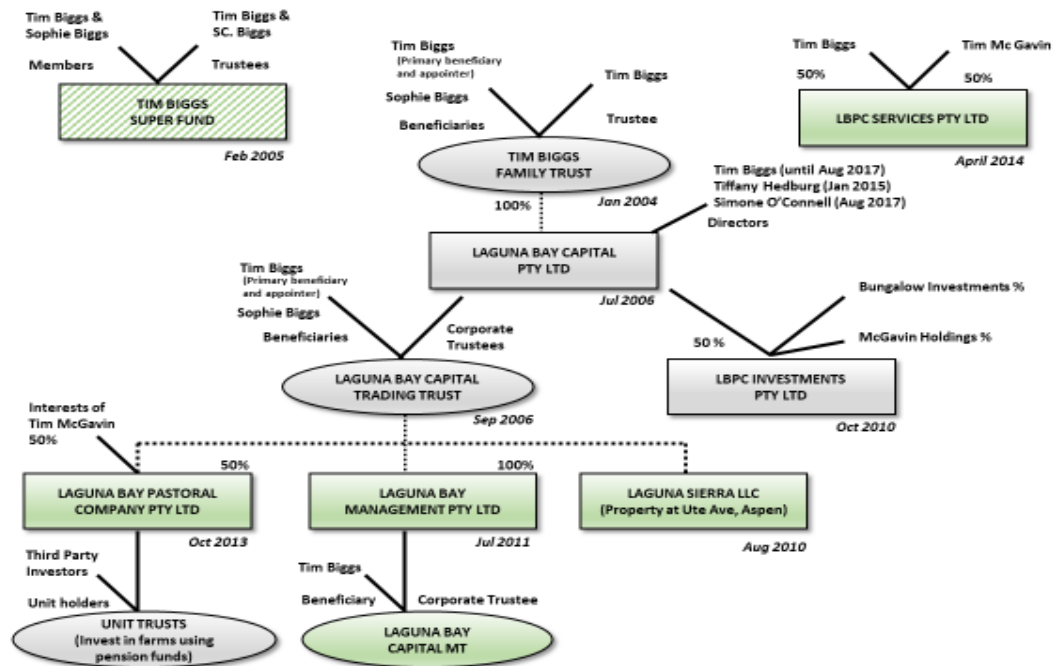 Tim Biggs &
Sophie Biggs
Tim Biggs &
SC. Biggs
Members
Trustees
TIM BIGGS
SUPER FUND
Feb 2005
Tim Biggs
(Primary beneficiary
and appointer)
Sophie Biggs
Beneficiaries
Tim Biggs
Trustee
TIM BIGGS
FAMILY TRUST
Jan 2004
100%
Tim Biggs
50%
Tim Mc Gavin
50%
LBPC SERVICES PTY LTD
April 2014
Tim Biggs (until Aug 2017)
Tiffany Hedburg (Jan 2015)
Simone O'Connell (Aug 2017)
Directors
LAGUNA BAY CAPITAL
PTY LTD
Jul 2006
Tim Biggs
(Primary beneficiary
and appointer)
Sophie Biggs
Beneficiaries
Corporate
Trustees
LAGUNA BAY CAPITAL
TRADING TRUST
Sep 2006
Bungalow Investments %
McGavin Holdings %
50 %
LBPC INVESTMENTS
PTY LTD
Oct 2010
Interests of
Tim McGavin
50%
50%
LAGUNA BAY PASTORAL
COMPANY PTY LTD
Oct 2013
100%
LAGUNA BAY
MANAGEMENT PTY LTD
Jul 2011
LAGUNA SIERRA LLC
(Property at Ute Ave, Aspen)
Aug 2010
Third Party
Investors
Unit holders
UNIT TRUSTS
(Invest in farms using
pension funds)
Tim Biggs
Beneficiary
Corporate Trustee
LAGUNA BAY
CAPITAL MT